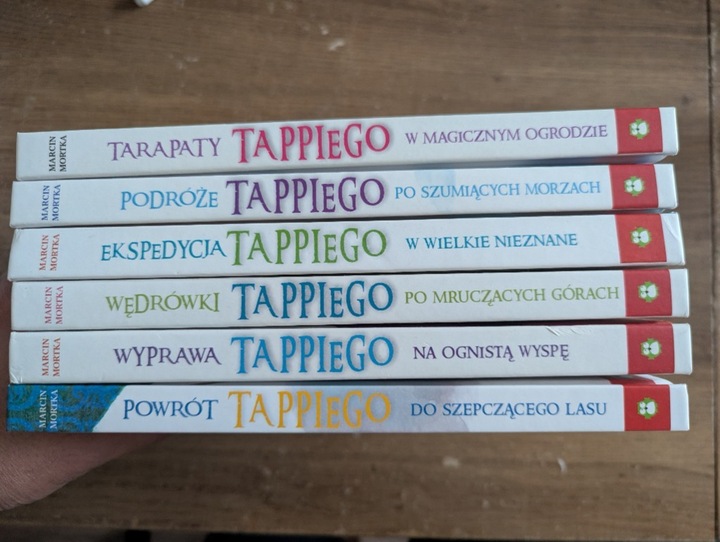 MARCIN
MORTKA
TARAPATY TAPPIEGO W MAGICZNYM OGRODZIE
MARCIN
MORTKA
PODRÓŻE TAPPIEGO PO SZUMIĄCYCH MORZACH
MARCIN
MORTKA
EKSPEDYCJA TAPPIEGO W WIELKIE NIEZNANE
MARCIN
MORTKA
WĘDRÓWKI TAPPIEGO PO MRUCZĄCYCH GÓRACH
MARCIN
MORTKA
WYPRAWA TAPPIEGO NA OGNISTĄ WYSPĘ
MARCIN
MORTKA
POWRÓT TAPPIEGO DO SZEPCZĄCEGO LASU